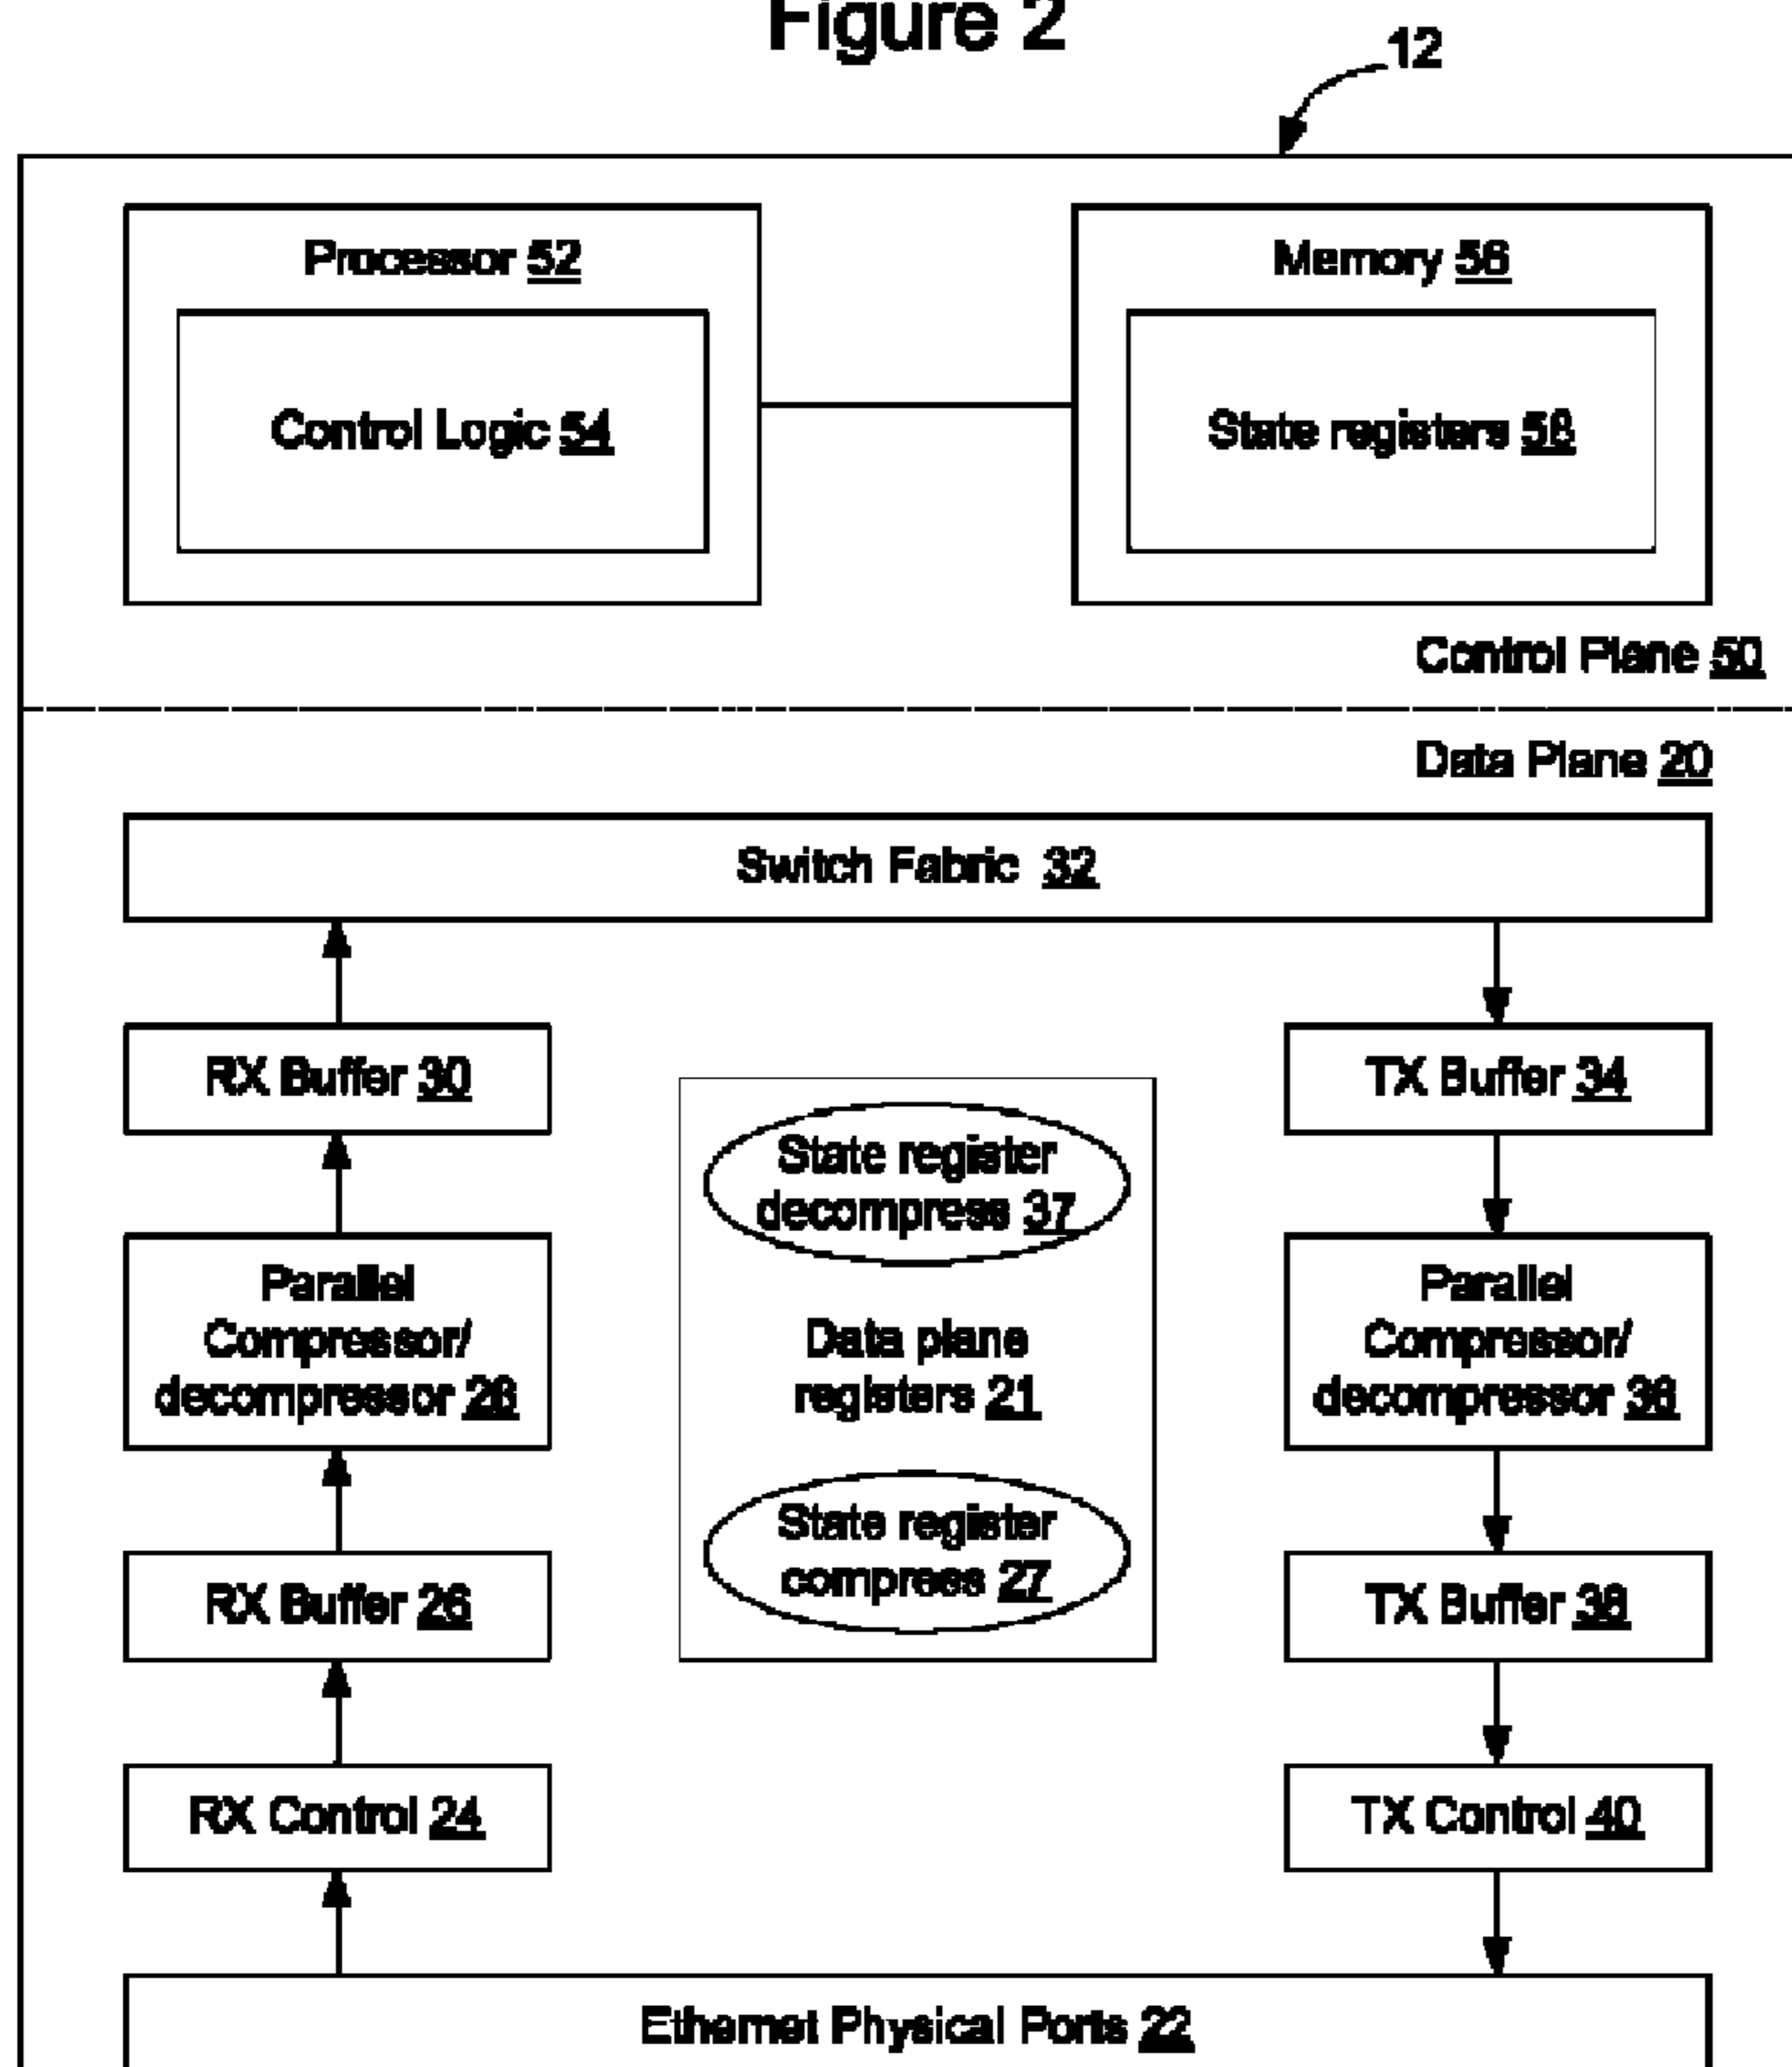 Figure 2
12
Processor 52
Memory 56
Control Logic 54
State registers 58
Control Plane 50
Data Plane 20
Switch Fabric 32
RX Buffer 30
TX Buffer 34
State register
decompress 37
Parallel
Compressor/
decompressor 28
Data plane
registers 21
Parallel
Compressor/
decompressor 36
State register
compress 27
RX Buffer 26
TX Buffer 38
RX Control 24
TX Control 40
Ethernet Physical Ports 22